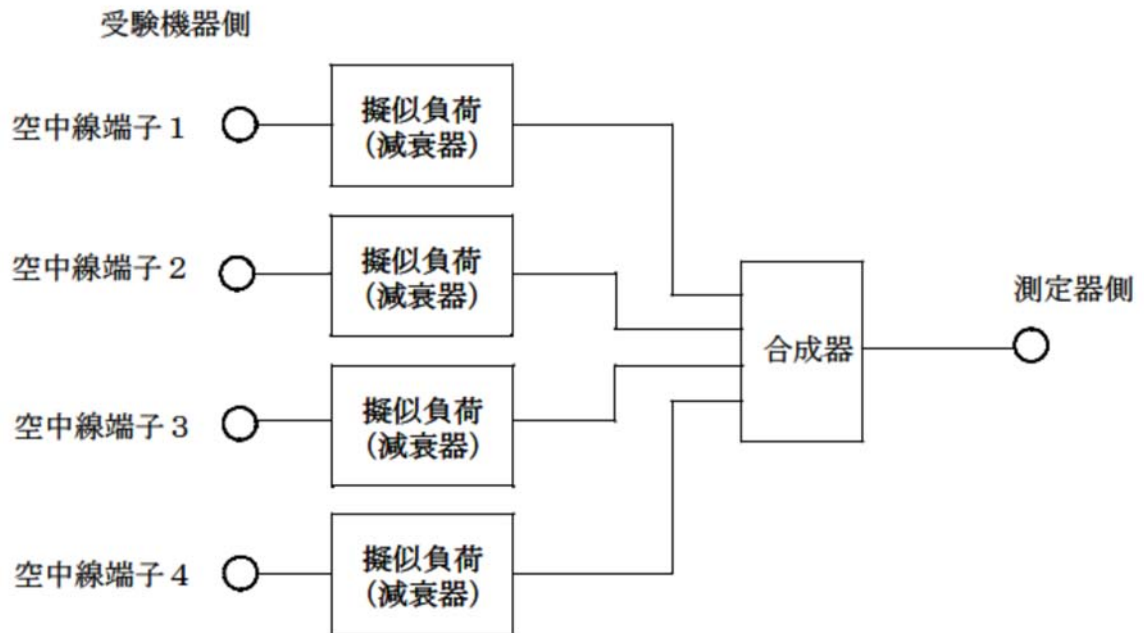 受験機器側
空中線端子１
擬似負荷
(減衰器)
空中線端子２
擬似負荷
(減衰器)
測定器側
合成器
空中線端子３
擬似負荷
(減衰器)
空中線端子４
擬似負荷
(減衰器)